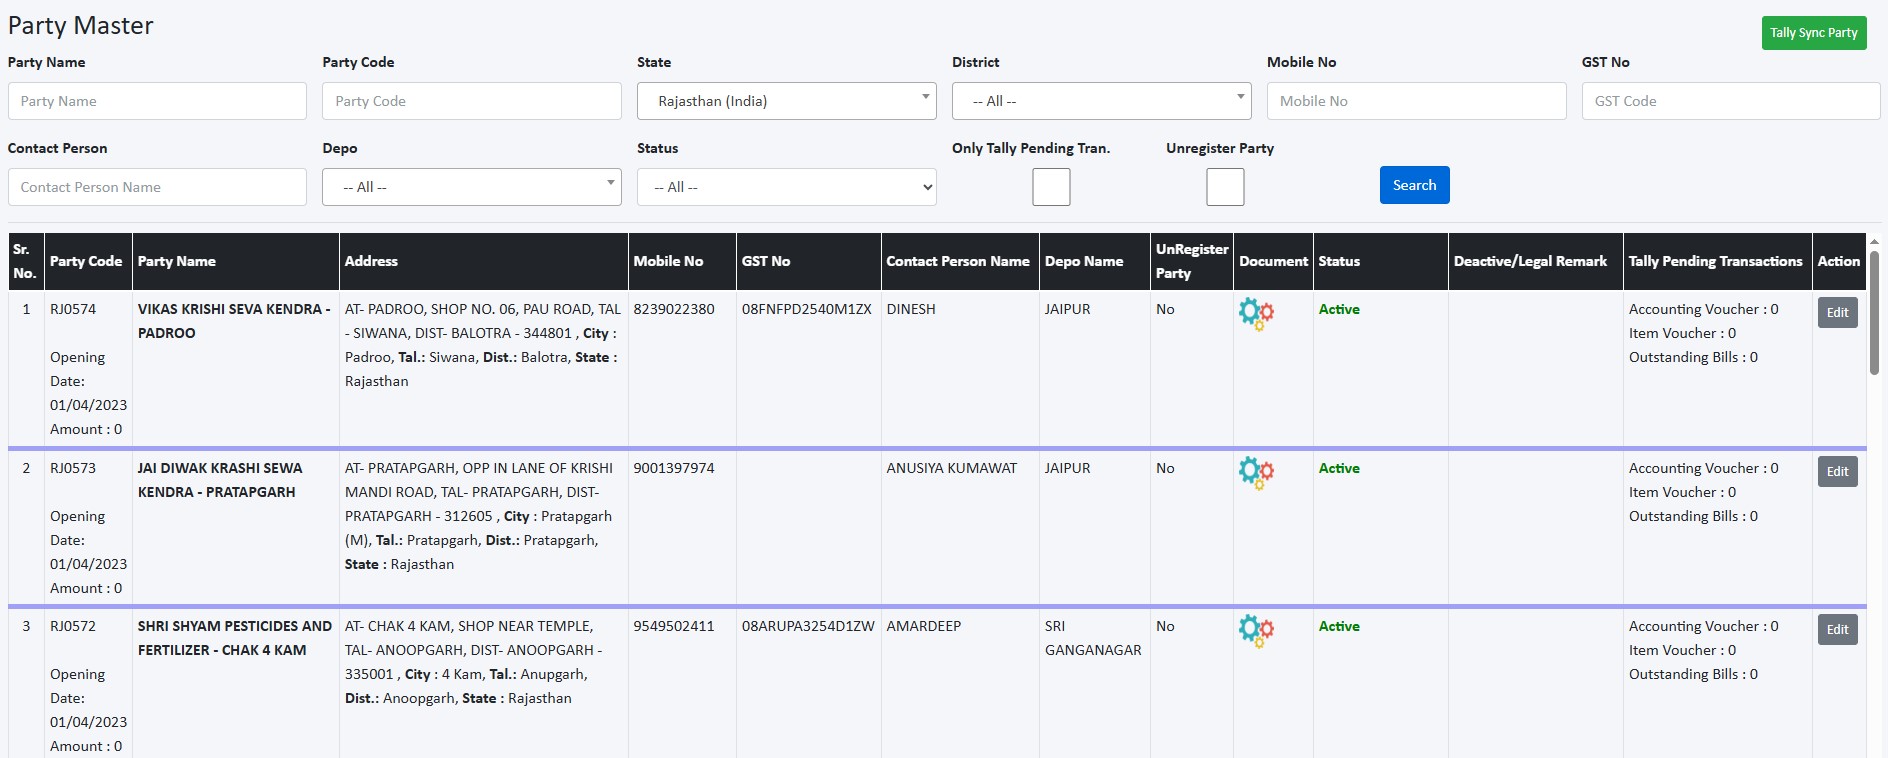 Party Master
Tally Sync Party
Party Name
Party Code
State
District
Mobile No
GST No
Party Name
Party Code
Rajasthan (India)
-- All --
Mobile No
GST Code
Contact Person
Depo
Status
Only Tally Pending Tran.
Unregister Party
Contact Person Name
-- All --
-- All --
Search
Sr. No.
Party Code
Party Name
Address
Mobile No
GST No
Contact Person Name
Depo Name
UnRegister Party
Document
Status
Deactive/Legal Remark
Tally Pending Transactions
Action
1
RJ0574
Opening
Date:
01/04/2023
Amount : 0
VIKAS KRISHI SEVA KENDRA -
PADROO
AT- PADROO, SHOP NO. 06, PAU ROAD, TAL
- SIWANA, DIST- BALOTRA - 344801 , City :
Padroo, Tal.: Siwana, Dist.: Balotra, State :
Rajasthan
8239022380
08FNFPD2540M1ZX
DINESH
JAIPUR
No
Active
Accounting Voucher : 0
Item Voucher : 0
Outstanding Bills : 0
Edit
2
RJ0573
Opening
Date:
01/04/2023
Amount : 0
JAI DIWAK KRASHI SEWA
KENDRA - PRATAPGARH
AT- PRATAPGARH, OPP IN LANE OF KRISHI
MANDI ROAD, TAL- PRATAPGARH, DIST-
PRATAPGARH - 312605 , City : Pratapgarh
(M), Tal.: Pratapgarh, Dist.: Pratapgarh,
State : Rajasthan
9001397974
ANUSIYA KUMAWAT
JAIPUR
No
Active
Accounting Voucher : 0
Item Voucher : 0
Outstanding Bills : 0
Edit
3
RJ0572
Opening
Date:
01/04/2023
Amount : 0
SHRI SHYAM PESTICIDES AND
FERTILIZER - CHAK 4 KAM
AT- CHAK 4 KAM, SHOP NEAR TEMPLE,
TAL- ANOOPGARH, DIST- ANOOPGARH -
335001 , City : 4 Kam, Tal.: Anupgarh,
Dist.: Anoopgarh, State : Rajasthan
9549502411
08ARUPA3254D1ZW
AMARDEEP
SRI
GANGANAGAR
No
Active
Accounting Voucher : 0
Item Voucher : 0
Outstanding Bills : 0
Edit